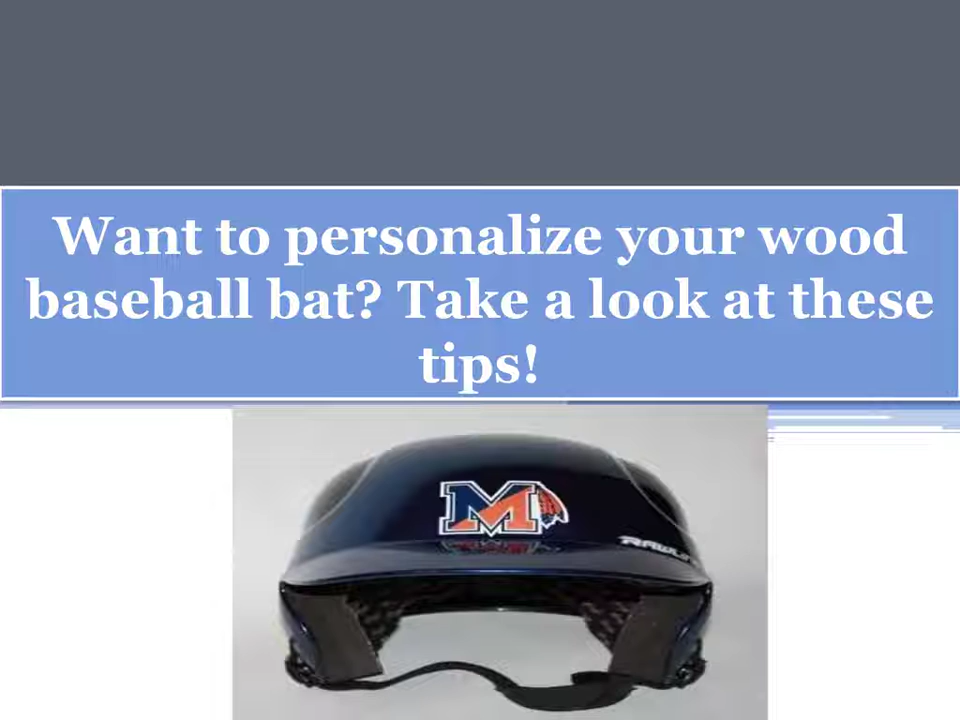 Want to personalize your wood
baseball bat? Take a look at these
tips!
M